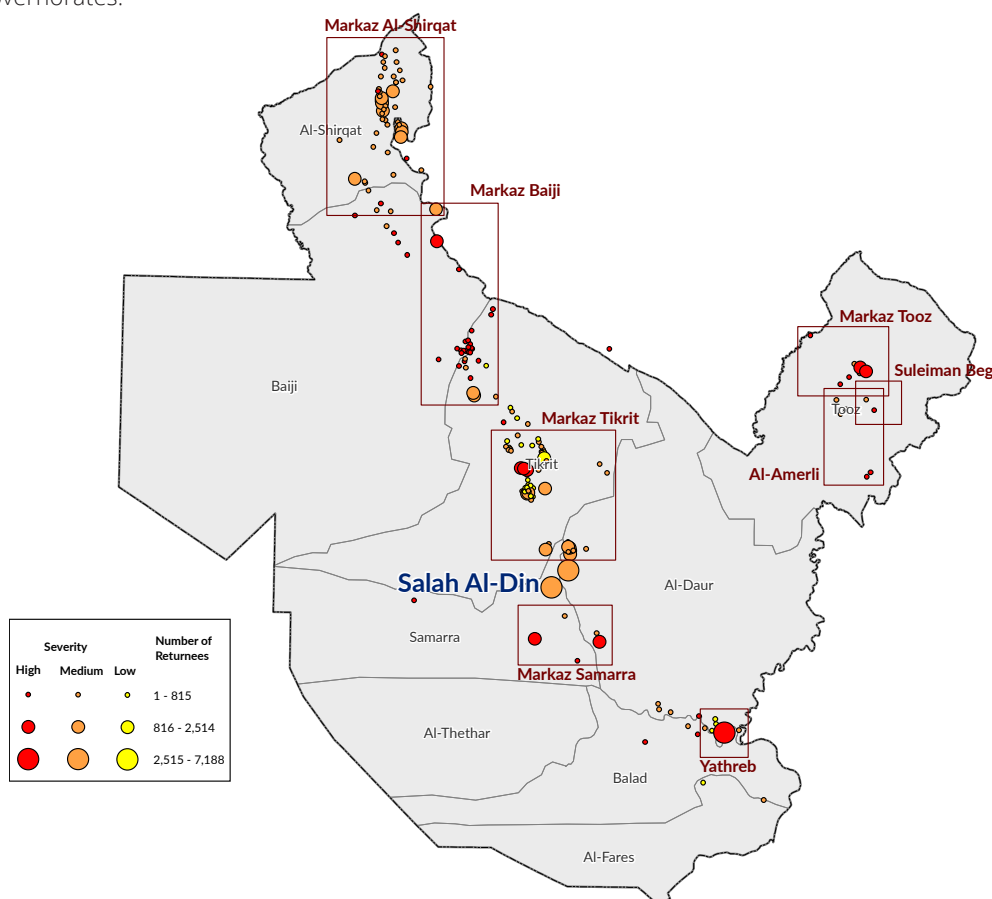 Markaz Al-Shirqat
Al-Shirqat
Markaz Baiji
Markaz Tooz
Suleiman Beg
Baiji
Tooz
Markaz Tikrit
Tikrit
Al-Amerli
Salah Al-Din
Al-Daur
Samarra
Markaz Samarra
Al-Thethar
Yathreb
Balad
Al-Fares
Severity
Number of
Returnees
High Medium Low
1 - 815
816 - 2,514
2,515 - 7,188